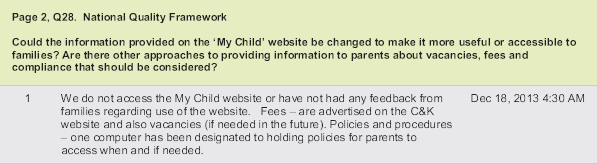 Page 2, Q28. National Quality Framework
Could the information provided on the ‘My Child’ website be changed to make it more useful or accessible to
families? Are there other approaches to providing information to parents about vacancies, fees and
compliance that should be considered?
1 We do not access the My Child website or have not had any feedback from Dec 18, 2013 4:30 AM
families regarding use of the website. Fees – are advertised on the C&K
website and also vacancies (if needed in the future). Policies and procedures
– one computer has been designated to holding policies for parents to
access when and if needed.